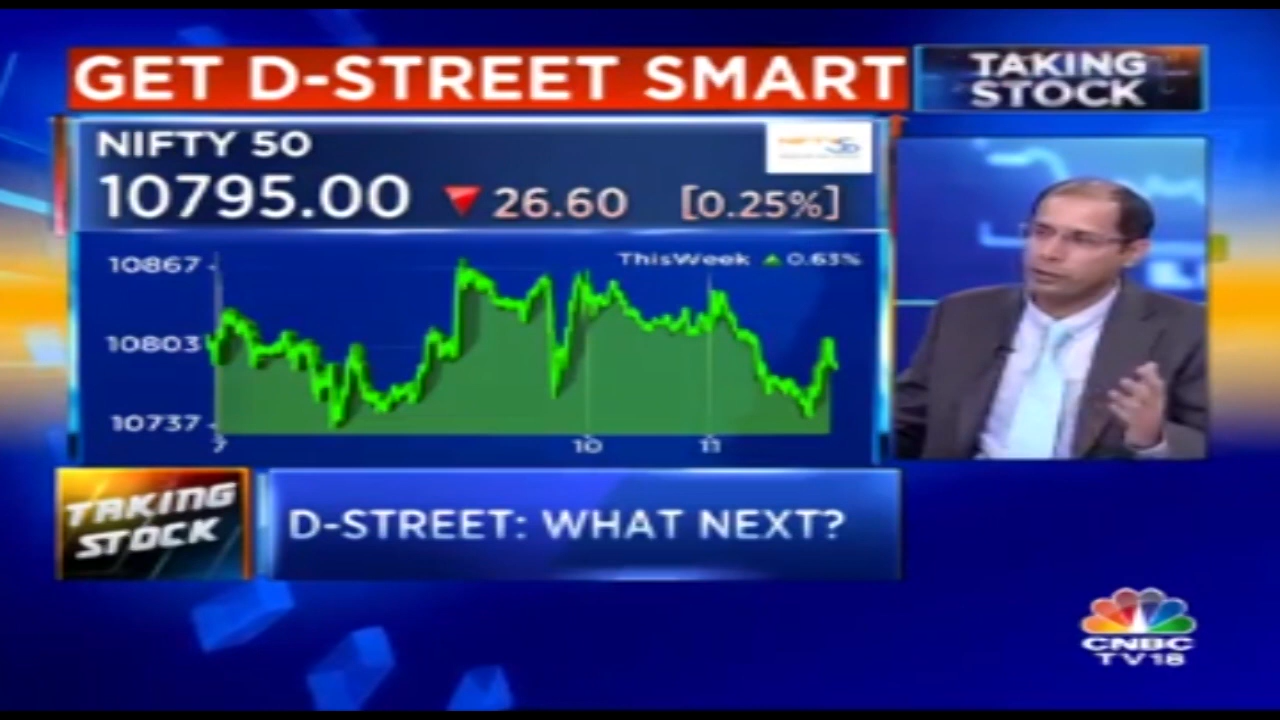 GET D-STREET SMART
TAKING
STOCK
NIFTY 50
10795.00 26.60 [0.25%]
ThisWeek 0.63%
10867
10803
10737
7 10 11
TAKING
STOCK
D-STREET: WHAT NEXT?
CNBC
TV18